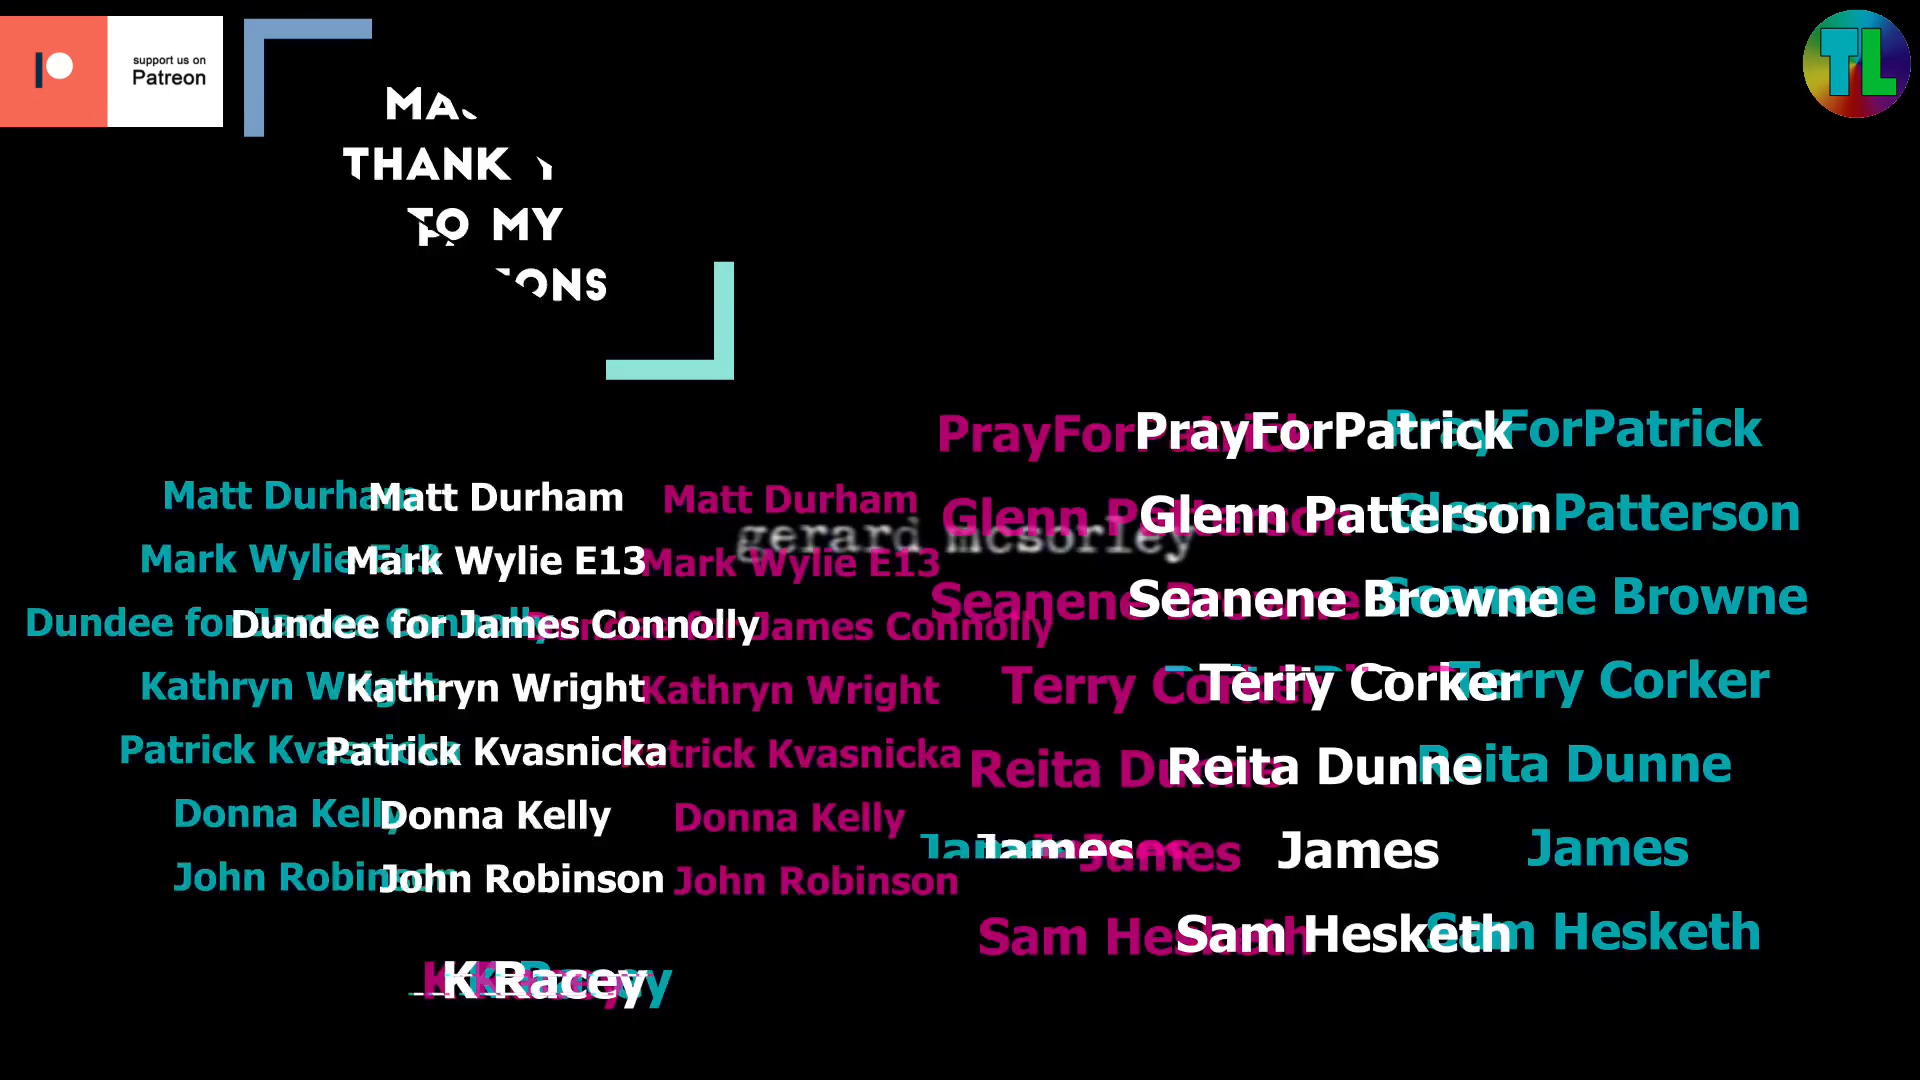 support us on
Patreon
TL
THANK
TO MY
Matt Durham
Mark Wylie E13
Dundee for James Connolly
Kathryn Wright
Patrick Kvasnicka
Donna Kelly
John Robinson
K Racey
gerard mcsorley
PrayForPatrick
Glenn Patterson
Seanene Browne
Terry Corker
Reita Dunne
James
Sam Hesketh